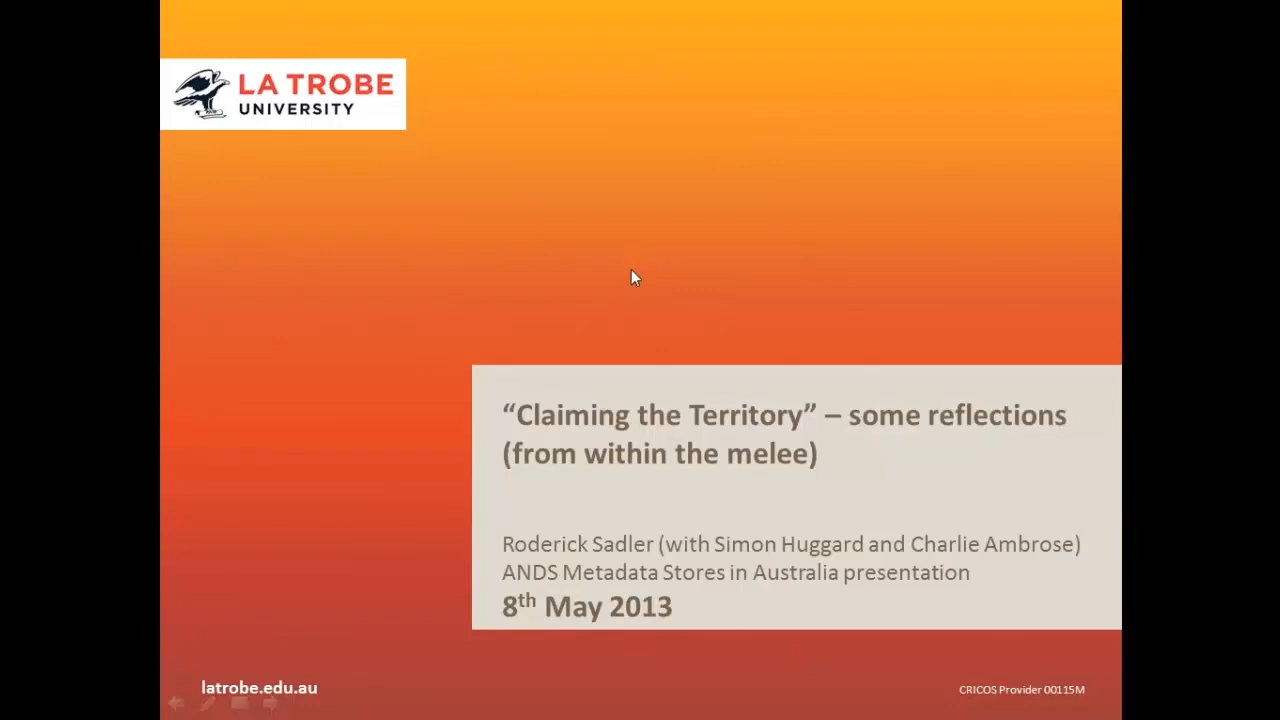 LA TROBE
UNIVERSITY
“Claiming the Territory” – some reflections
(from within the melee)
Roderick Sadler (with Simon Huggard and Charlie Ambrose)
ANDS Metadata Stores in Australia presentation
8th May 2013
latrobe.edu.au
CRICOS Provider 00115M